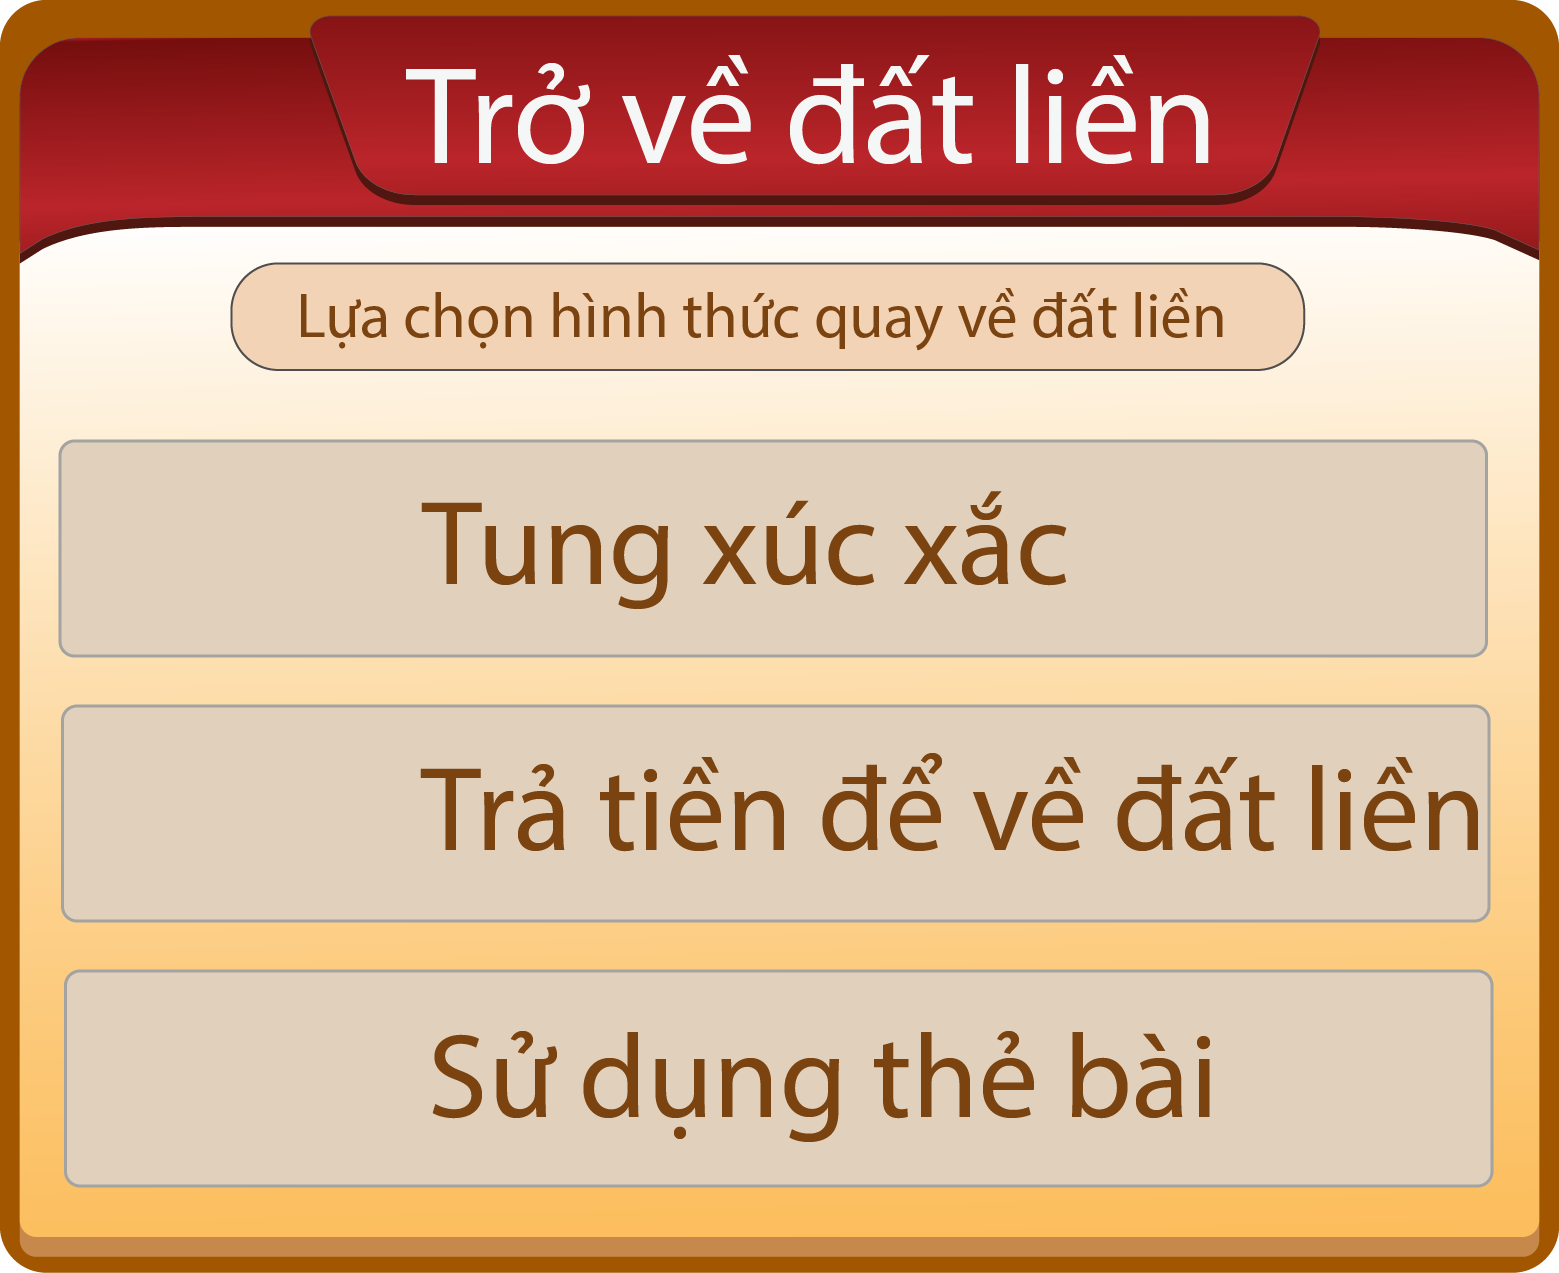 Trở về đất liền
Lựa chọn hình thức quay về đất liền
Tung xúc xắc
Trả tiền để về đất liền
Sử dụng thẻ bài